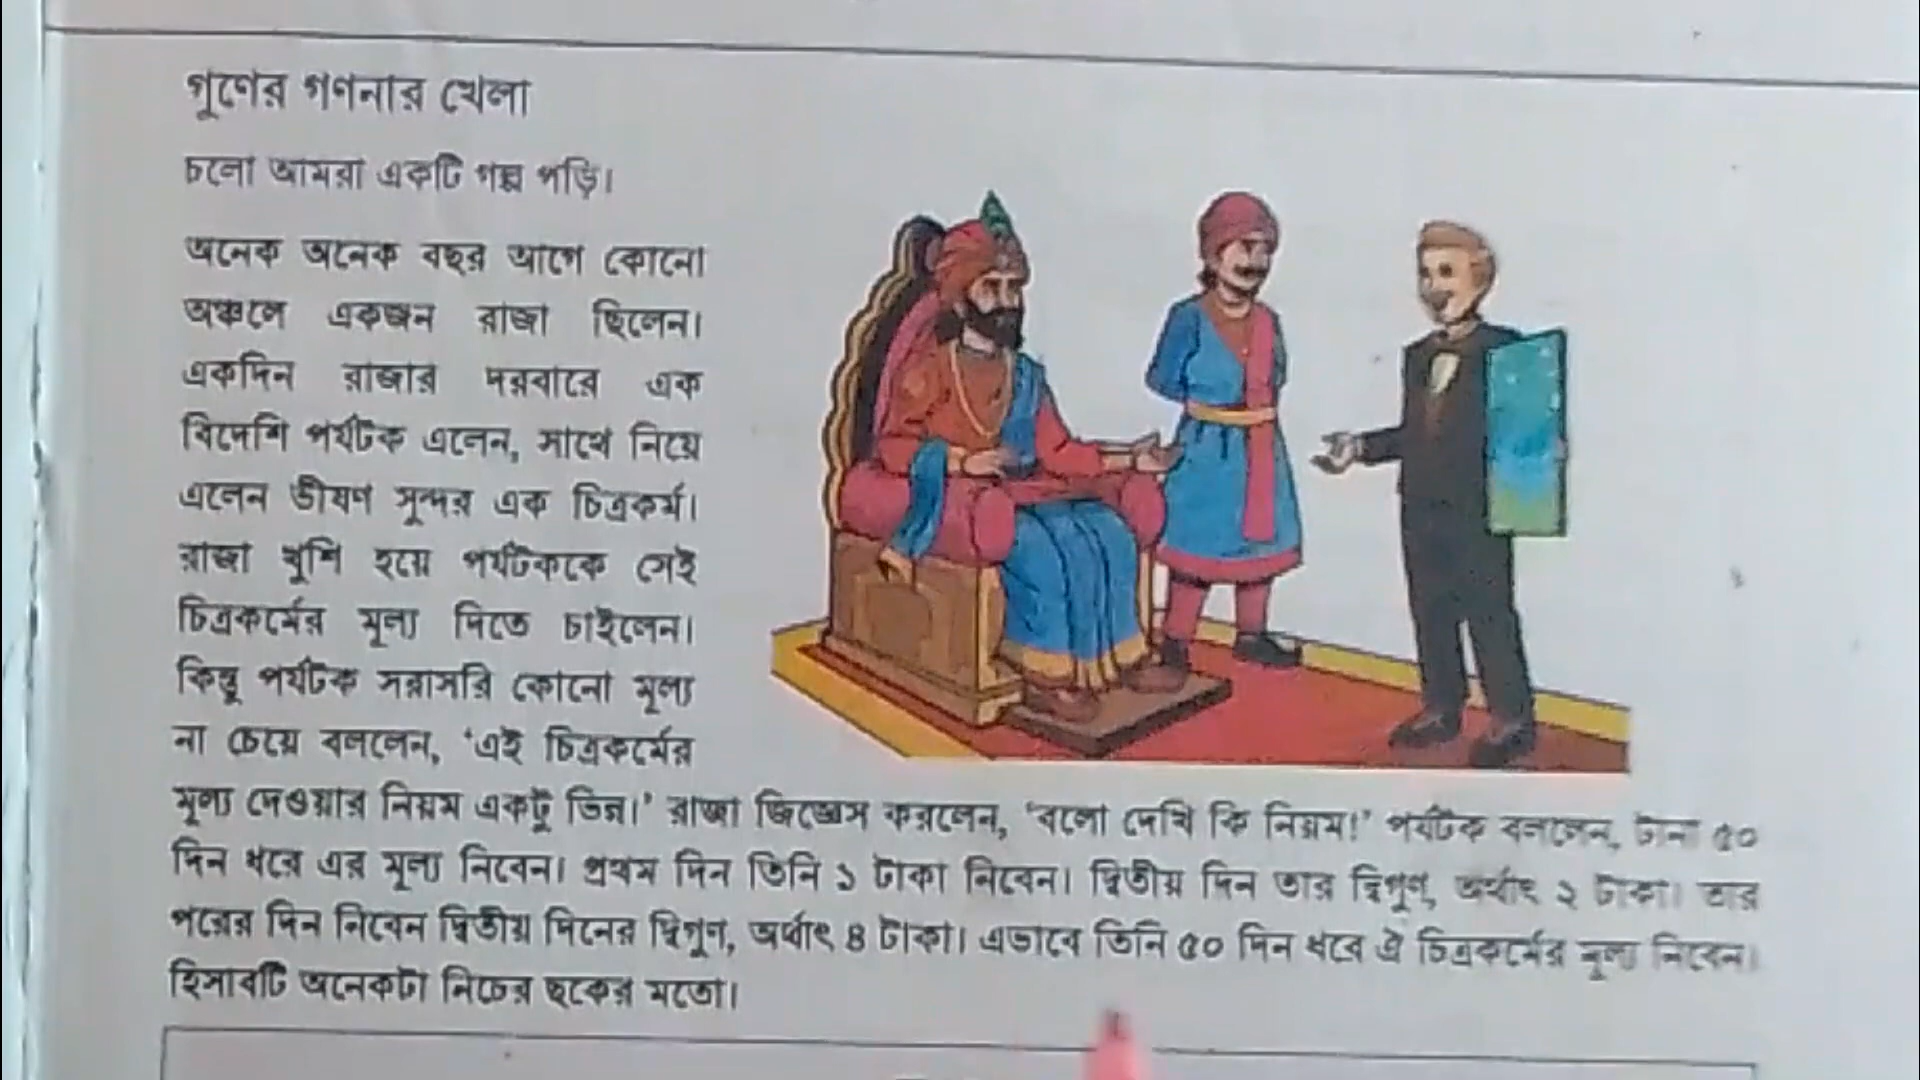 গুণের গণনার খেলা
চলো আমরা একটি গল্প পড়ি।
অনেক অনেক বছর আগে কোনো
অঞ্চলে একজন রাজা ছিলেন।
একদিন রাজার দরবারে এক
বিদেশি পর্যটক এলেন, সাথে নিয়ে
এলেন ভীষণ সুন্দর এক চিত্রকর্ম।
রাজা খুশি হয়ে পর্যটককে সেই
চিত্রকর্মের মূল্য দিতে চাইলেন।
কিন্তু পর্যটক সরাসরি কোনো মূল্য
না চেয়ে বললেন, ‘এই চিত্রকর্মের
মূল্য দেওয়ার নিয়ম একটু ভিন্ন।’ রাজা জিজ্ঞেস করলেন, ‘বলো দেখি কি নিয়ম!’ পর্যটক বললেন, টানা ৫০
দিন ধরে এর মূল্য নিবেন। প্রথম দিন তিনি ১ টাকা নিবেন। দ্বিতীয় দিন তার দ্বিগুণ, অর্থাৎ ২ টাকা। তার
পরের দিন নিবেন দ্বিতীয় দিনের দ্বিগুণ, অর্থাৎ ৪ টাকা। এভাবে তিনি ৫০ দিন ধরে ঐ চিত্রকর্মের মূল্য নিবেন।
হিসাবটি অনেকটা নিচের ছকের মতো।